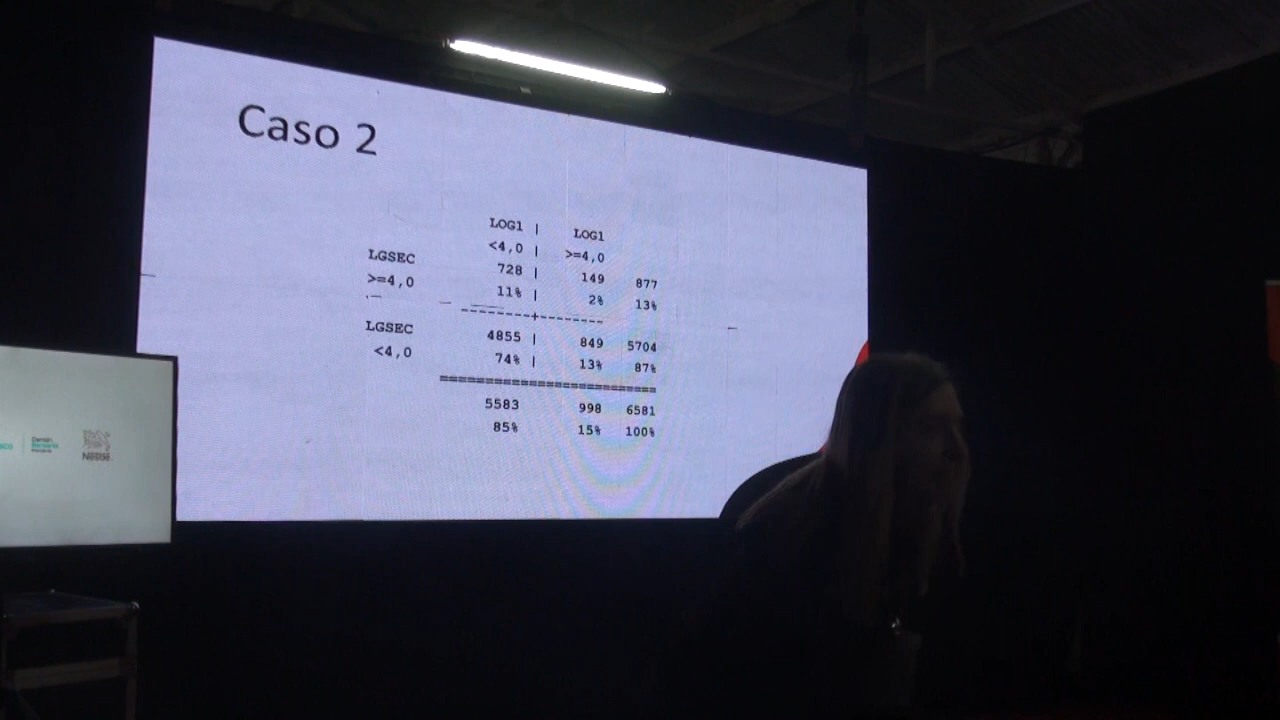 Caso 2
LOG1 | LOG1
<4,0 | >=4,0
LGSEC
>=4,0
728 | 149 877
11% | 2% 13%
---------+--------
LGSEC
<4,0
4855 | 849 5704
74% | 13% 87%
===========================
5583 998 6581
85% 15% 100%
Nestlé